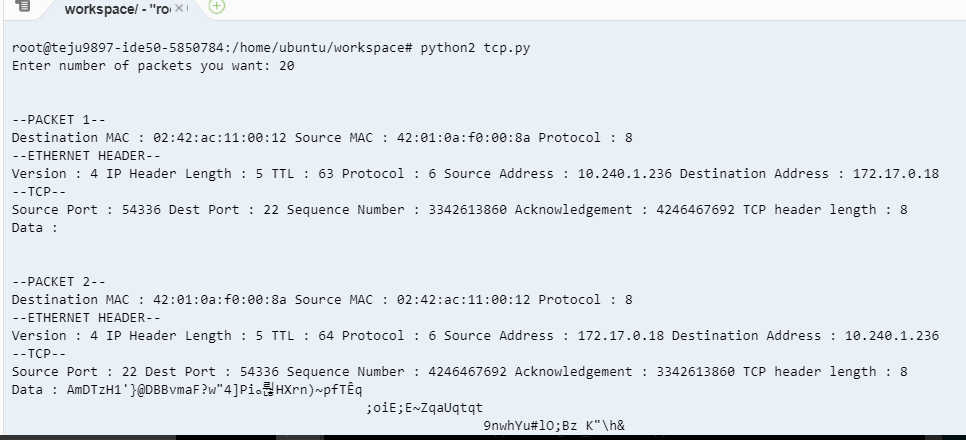 workspace/ - "ro
root@teju9897-ide50-5850784:/home/ubuntu/workspace# python2 tcp.py
Enter number of packets you want: 20
--PACKET 1--
Destination MAC : 02:42:ac:11:00:12 Source MAC : 42:01:0a:f0:00:8a Protocol : 8
--ETHERNET HEADER--
Version : 4 IP Header Length : 5 TTL : 63 Protocol : 6 Source Address : 10.240.1.236 Destination Address : 172.17.0.18
--TCP--
Source Port : 54336 Dest Port : 22 Sequence Number : 3342613860 Acknowledgement : 4246467692 TCP header length : 8
Data :
--PACKET 2--
Destination MAC : 42:01:0a:f0:00:8a Source MAC : 02:42:ac:11:00:12 Protocol : 8
--ETHERNET HEADER--
Version : 4 IP Header Length : 5 TTL : 64 Protocol : 6 Source Address : 172.17.0.18 Destination Address : 10.240.1.236
--TCP--
Source Port : 22 Dest Port : 54336 Sequence Number : 4246467692 Acknowledgement : 3342613860 TCP header length : 8
Data :
;oiE;E~ZqaUqtqt
9nwhYu#lO;Bz K"\h&